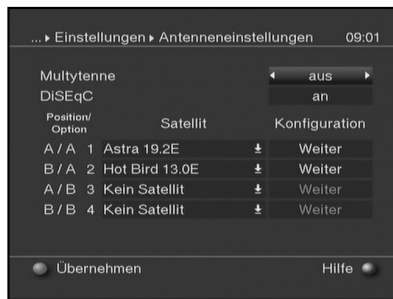 ... ▸ Einstellungen ▸ Antenneneinstellungen 09:01
Multytenne aus
DiSEqC an
Position/Option Satellit Konfiguration
A / A 1 Astra 19.2E Weiter
B / A 2 Hot Bird 13.0E Weiter
A / B 3 Kein Satellit Weiter
B / B 4 Kein Satellit Weiter
Übernehmen Hilfe